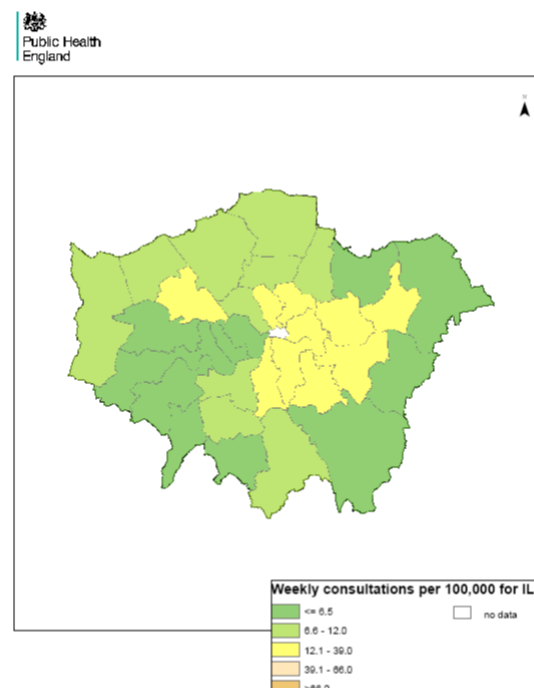 Public Health
England
Weekly consultations per 100,000 for IL
<= 6.5
no data
6.6 - 12.0
12.1 - 39.0
39.1 - 66.0